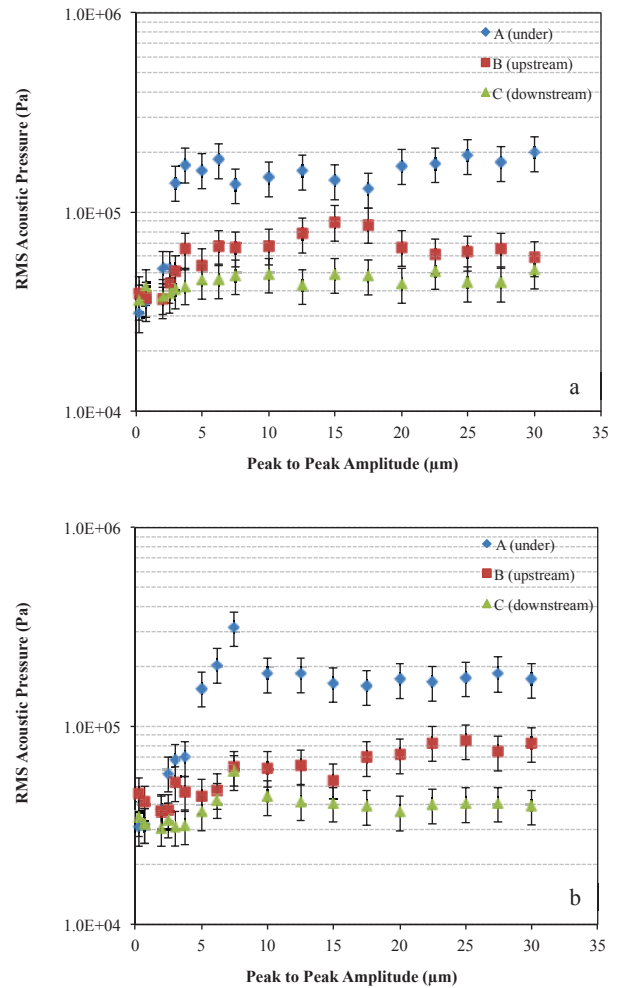 1.0E+06
A (under)
B (upstream)
C (downstream)
RMS Acoustic Pressure (Pa)
1.0E+05
1.0E+04
a
0 5 10 15 20 25 30 35
Peak to Peak Amplitude (µm)
1.0E+06
A (under)
B (upstream)
C (downstream)
RMS Acoustic Pressure (Pa)
1.0E+05
1.0E+04
b
0 5 10 15 20 25 30 35
Peak to Peak Amplitude (µm)